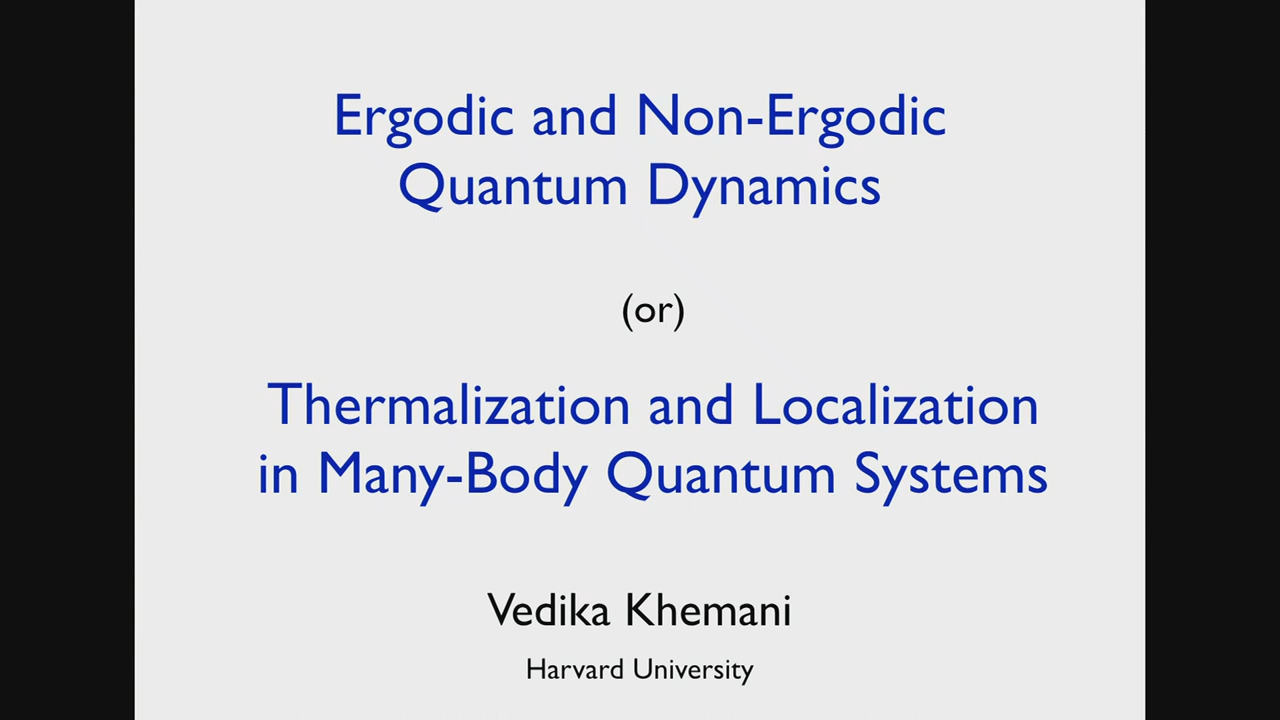 Ergodic and Non-Ergodic
Quantum Dynamics
(or)
Thermalization and Localization
in Many-Body Quantum Systems
Vedika Khemani
Harvard University